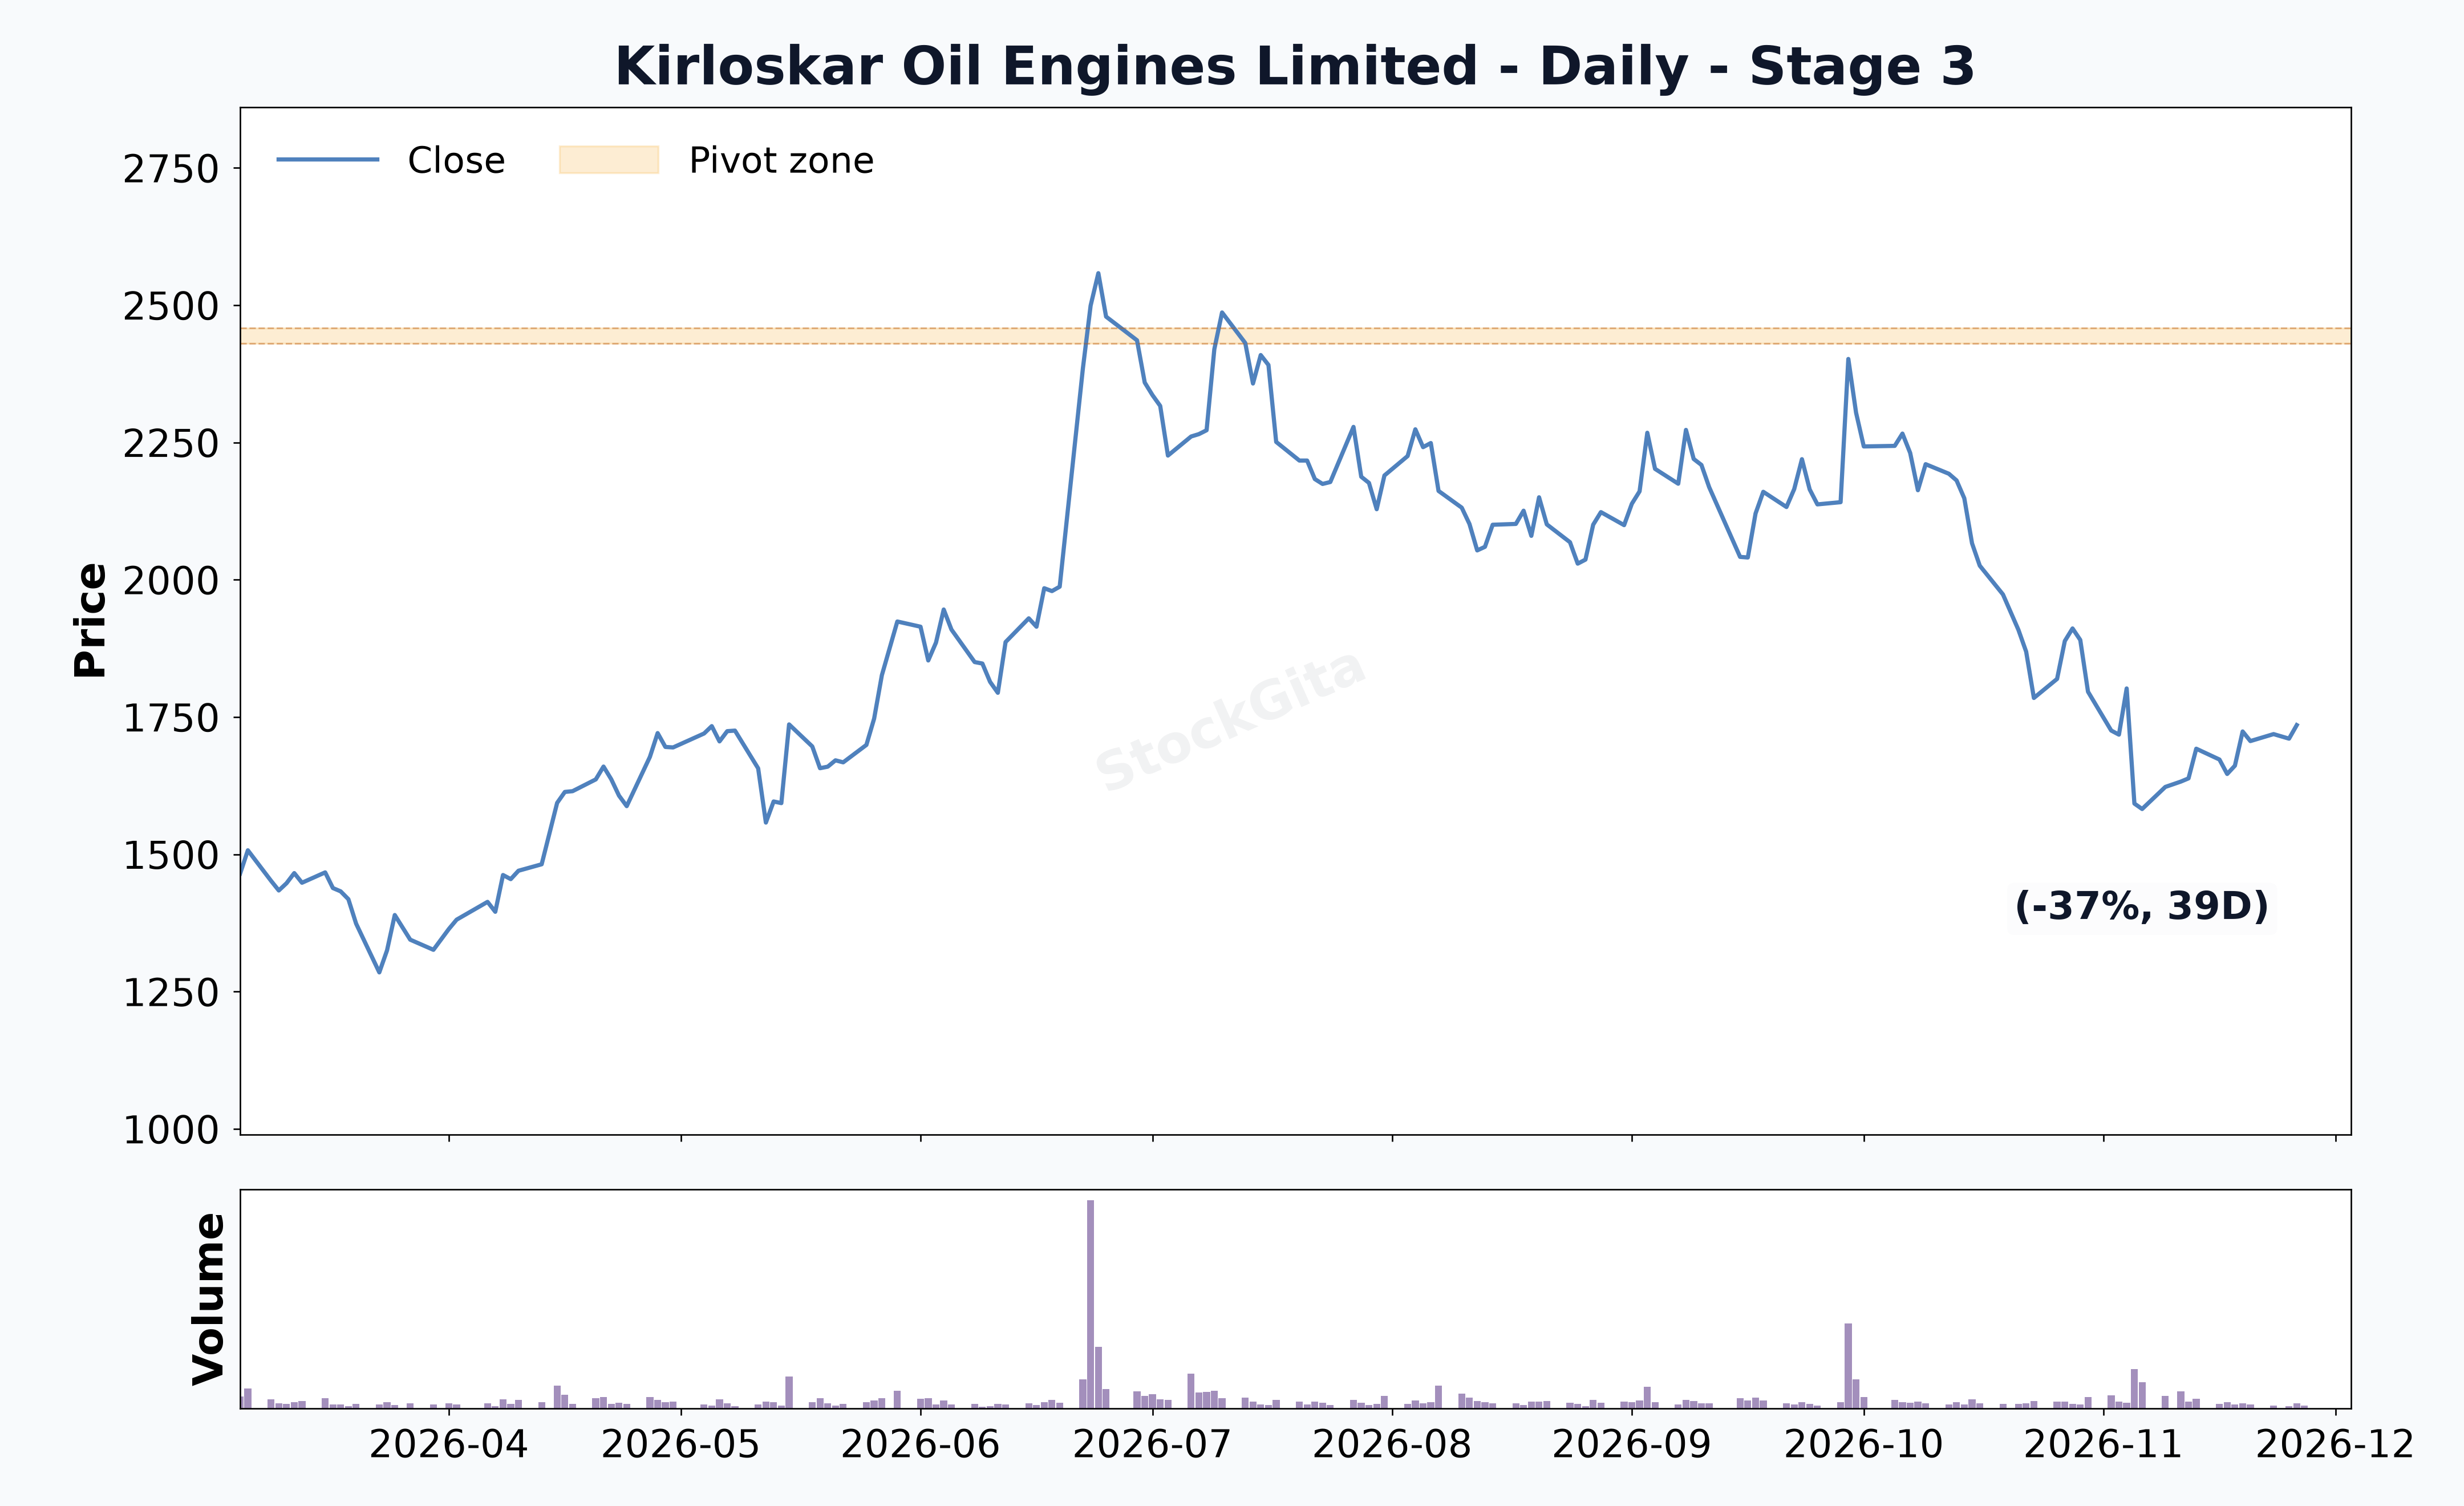 Kirloskar Oil Engines Limited - Daily - Stage 3
Close
Pivot zone
Price
2750
2500
2250
2000
1750
1500
1250
1000
StockGita
(-37%, 39D)
Volume
2026-04
2026-05
2026-06
2026-07
2026-08
2026-09
2026-10
2026-11
2026-12